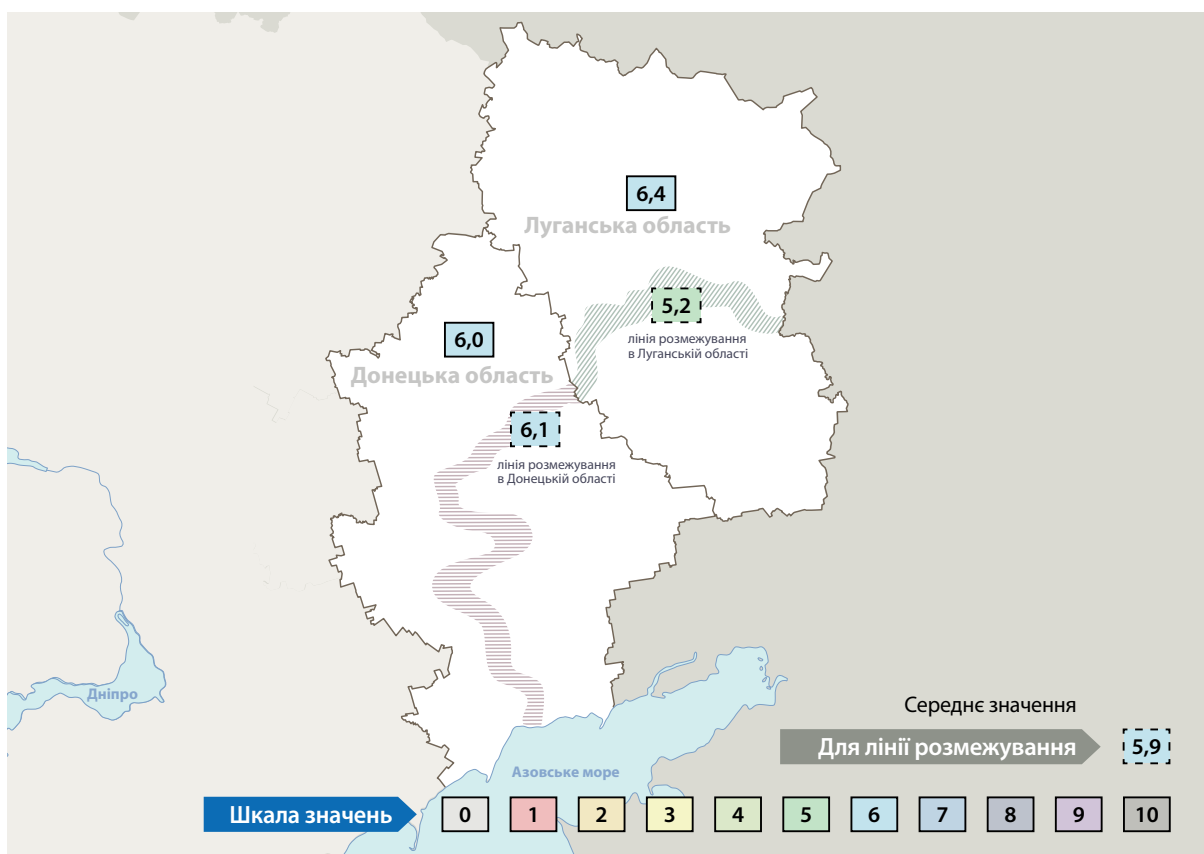 6,4
Луганська область
5,2
лінія розмежування
в Луганській області
6,0
Донецька область
6,1
лінія розмежування
в Донецькій області
Дніпро
Азовське море
Середнє значення
Для лінії розмежування 5,9
Шкала значень 0 1 2 3 4 5 6 7 8 9 10